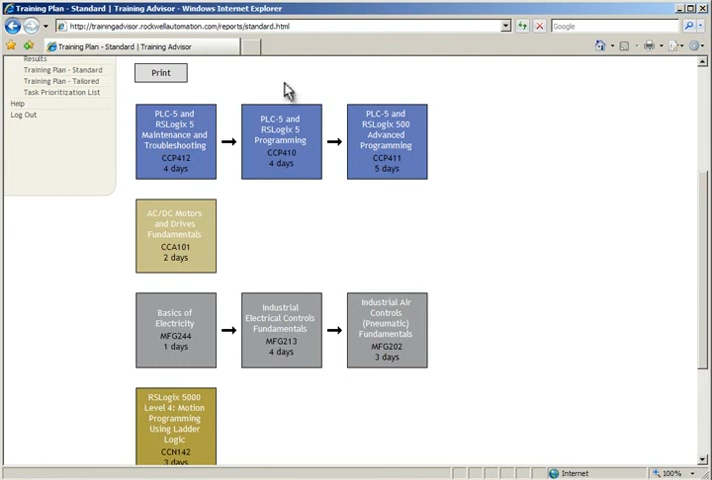 Training Plan - Standard | Training Advisor - Windows Internet Explorer
http://trainingadvisor.rockwellautomation.com/reports/standard.html
Google
Training Plan - Standard | Training Advisor
Results
Training Plan - Standard
Training Plan - Tailored
Task Prioritization List
Help
Log Out
Print
PLC-5 and
RSLogix 5
Maintenance and
Troubleshooting
CCP412
4 days
PLC-5 and
RSLogix 5
Programming
CCP410
4 days
PLC-5 and
RSLogix 500
Advanced
Programming
CCP411
5 days
AC/DC Motors
and Drives
Fundamentals
CCA101
2 days
Basics of
Electricity
MFG244
1 days
Industrial
Electrical Controls
Fundamentals
MFG213
4 days
Industrial Air
Controls
(Pneumatic)
Fundamentals
MFG202
3 days
RSLogix 5000
Level 4: Motion
Programming
Using Ladder
Logic
CCN142
3 days
Internet
100%